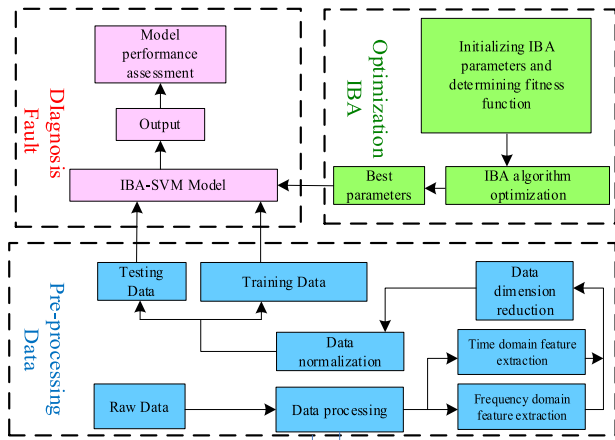 Model
performance
assessment
Output
IBA-SVM Model
DIagnosis
Fault
Optimization
IBA
Initializing IBA
parameters and
determining fitness
function
Best
parameters
IBA algorithm
optimization
Pre-processing
Data
Testing
Data
Training Data
Data
dimension
reduction
Data
normalization
Time domain feature
extraction
Raw Data
Data processing
Frequency domain
feature extraction